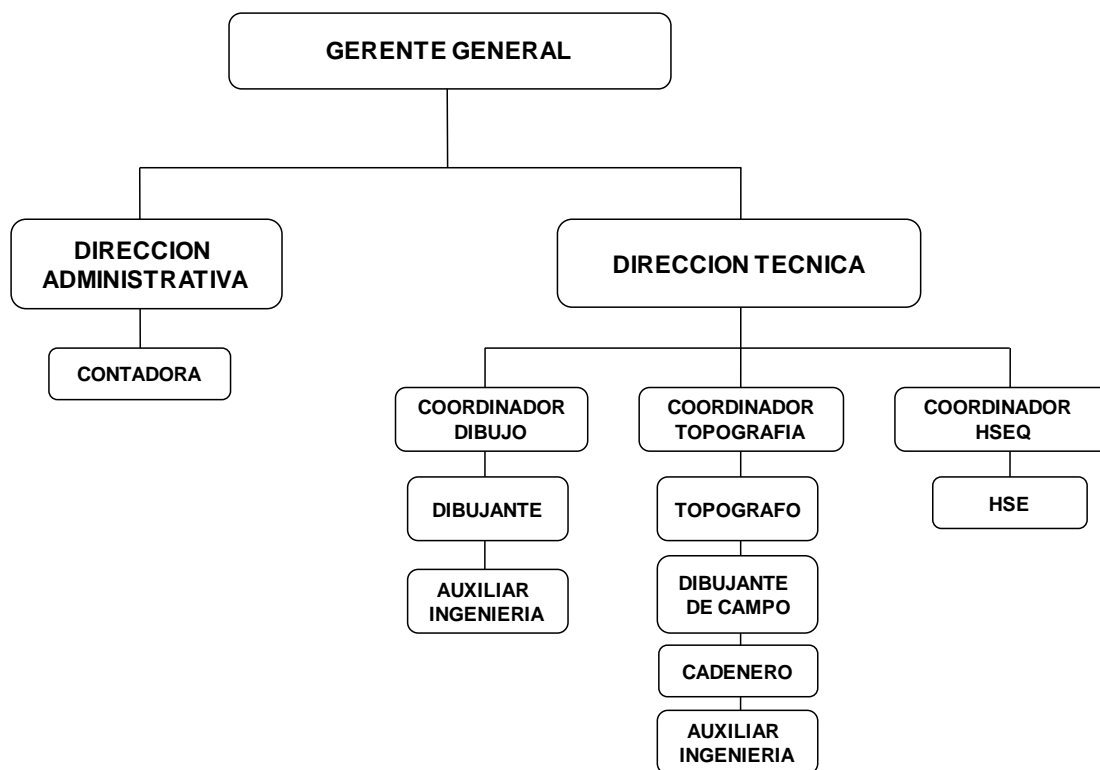 GERENTE GENERAL
DIRECCION
ADMINISTRATIVA
DIRECCION TECNICA
CONTADORA
COORDINADOR
DIBUJO
COORDINADOR
TOPOGRAFIA
COORDINADOR
HSEQ
DIBUJANTE
TOPOGRAFO
HSE
AUXILIAR
INGENIERIA
DIBUJANTE
DE CAMPO
CADENERO
AUXILIAR
INGENIERIA